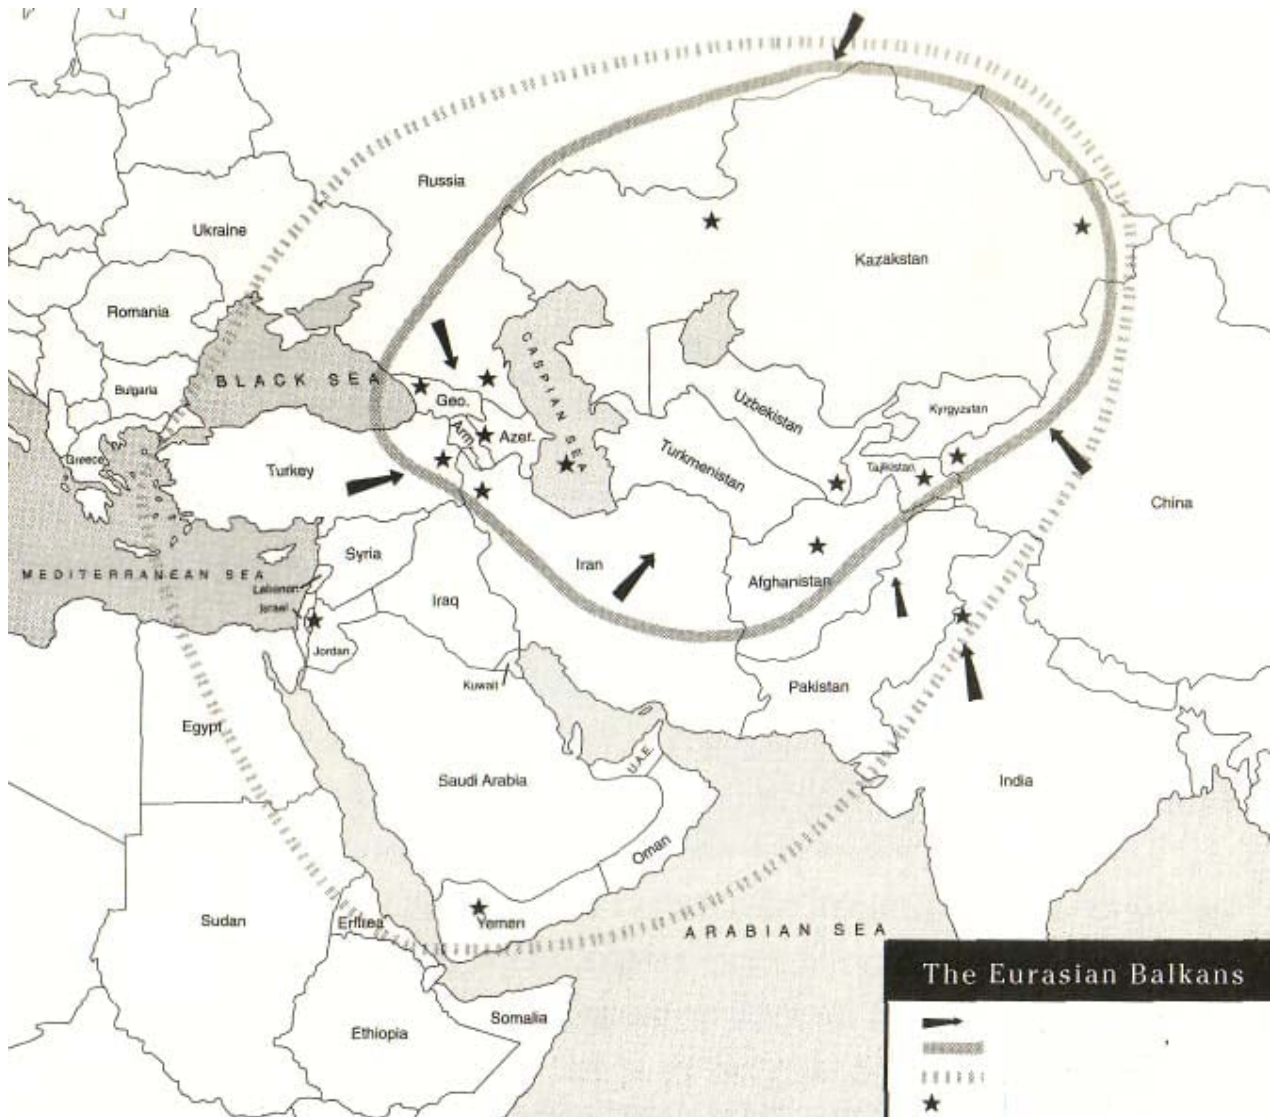 Russia
Ukraine
Kazakstan
Romania
CASPIAN SEA
BLACK SEA
Bulgaria
Geo.
Uzbekistan
Kyrgyzstan
Arm.
Azer.
Greece
Turkey
Turkmenistan
Tajikistan
China
Syria
Iran
MEDITERRANEAN SEA
Afghanistan
Lebanon
Israel
Iraq
Jordan
Kuwait
Pakistan
Egypt
U.A.E.
Saudi Arabia
India
Oman
Sudan
Eritrea
Yemen
ARABIAN SEA
The Eurasian Balkans
Somalia
Ethiopia